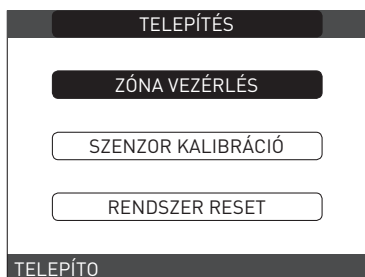 TELEPÍTÉS
ZÓNA VEZÉRLÉS
SZENZOR KALIBRÁCIÓ
RENDSZER RESET
TELEPÍTO